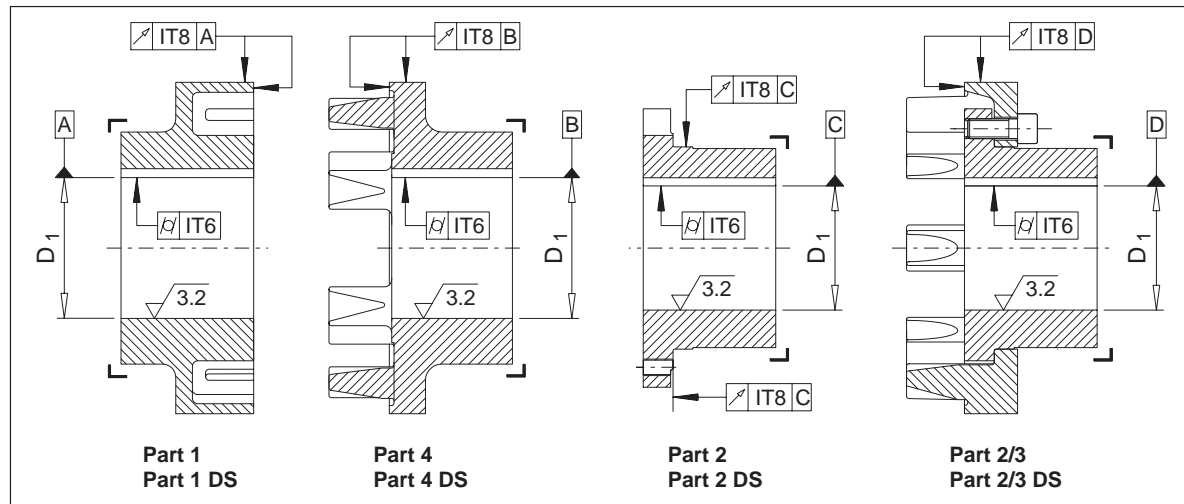 IT8 A
A
IT6
D1
3.2
Part 1
Part 1 DS
IT8 B
B
IT6
D1
3.2
Part 4
Part 4 DS
IT8 C
C
IT6
D1
3.2
IT8 C
Part 2
Part 2 DS
IT8 D
D
IT6
D1
3.2
Part 2/3
Part 2/3 DS